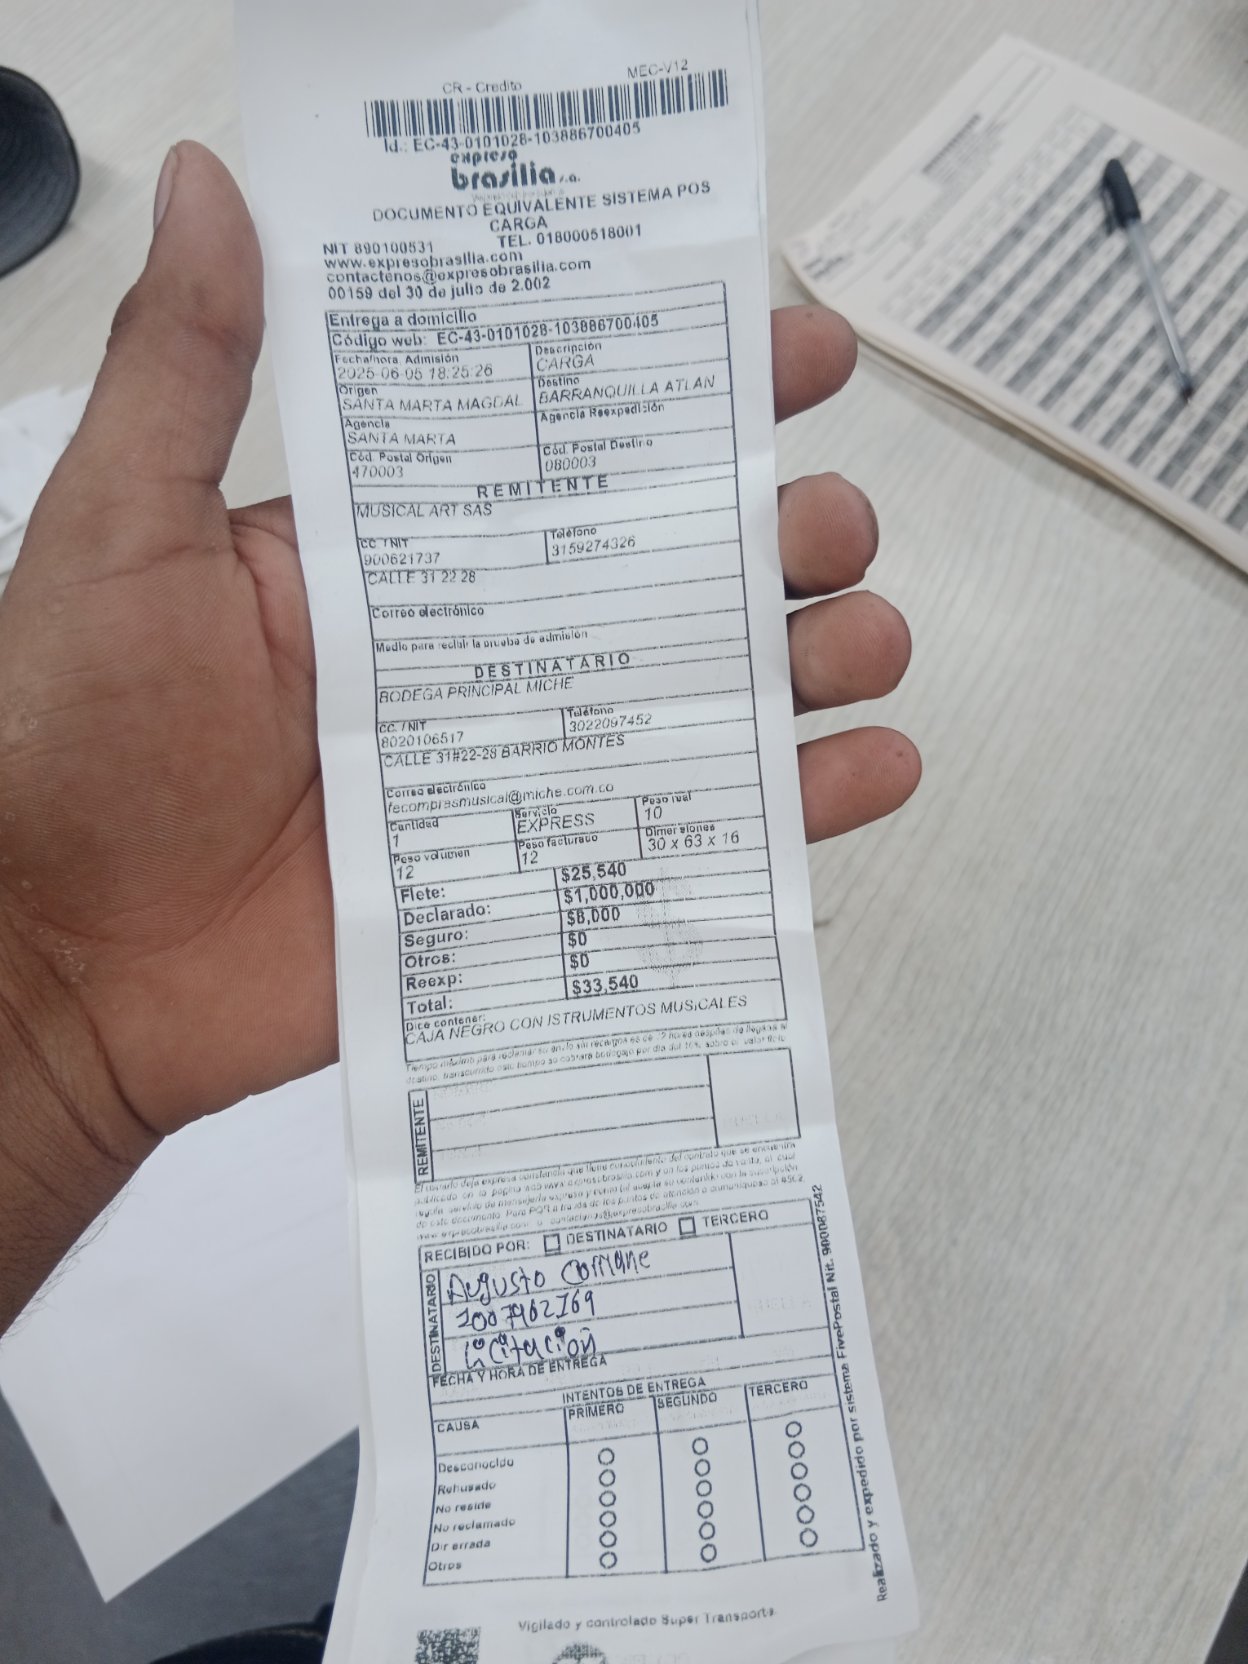 CR - Credito MEC-V12
Id.: EC-43-0101028-103886700405
expreso
brasilia s.a.
DOCUMENTO EQUIVALENTE SISTEMA POS
CARGA
NIT 890100531 TEL. 018000518001
www.expresobrasilia.com
contactenos@expresobrasilia.com
00159 del 30 de julio de 2.002
Entrega a domicilio
Código web: EC-43-0101028-103886700405
Fecha/hora Admisión Descripción
2025-06-05 18:25:26 CARGA
Origen Destino
SANTA MARTA MAGDAL BARRANQUILLA ATLAN
Agencia Agencia Reexpedición
SANTA MARTA
Cód. Postal Origen Cód. Postal Destino
470003 080003
REMITENTE
MUSICAL ART SAS
CC. / NIT Teléfono
900621737 3159274326
CALLE 31 22 28
Correo electrónico
Medio para recibir la prueba de admisión
DESTINATARIO
BODEGA PRINCIPAL MICHE
CC. / NIT Teléfono
8020106517 3022097452
CALLE 31#22-28 BARRIO MONTES
Correo electrónico
fecomprasmusical@miche.com.co
Cantidad Servicio Peso real
1 EXPRESS 10
Peso volumen Peso facturado Dimensiones
12 12 30 x 63 x 16
Flete: $25,540
Declarado: $1,000,000
Seguro: $8,000
Otros: $0
Reexp: $0
Total: $33,540
Dice contener:
CAJA NEGRO CON ISTRUMENTOS MUSICALES
REMITENTE
RECIBIDO POR: DESTINATARIO TERCERO
DESTINATARIO
Augusto
1007462769
licitación
FECHA Y HORA DE ENTREGA
INTENTOS DE ENTREGA
CAUSA PRIMERO SEGUNDO TERCERO
Desconocido
Rehusado
No reside
No reclamado
Dir errada
Otros
Realizado y expedido por sistema FivePostal Nit. 900087542
Vigilado y controlado Super Transporte